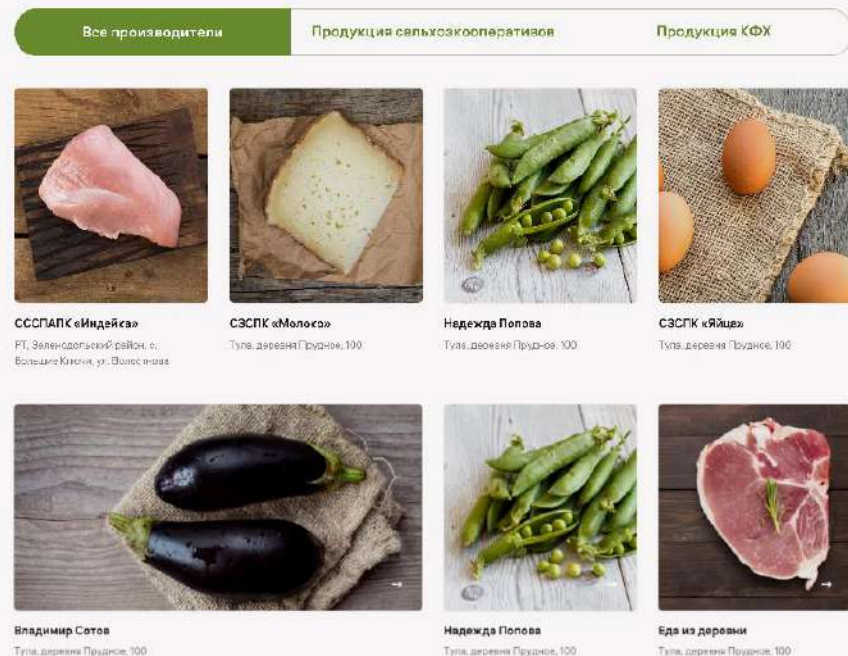 Все производители
Продукция сельхозкооперативов
Продукция КФХ
СССПАПК «Индейка»
РТ, Зеленодольский район, с.
Большие Ключи, ул.
СЗСПК «Молоко»
Тула, деревня Прудное, 100
Надежда Попова
Тула, деревня Прудное, 100
СЗСПК «Яйца»
Тула, деревня Прудное, 100
Владимир Сотов
Тула, деревня Прудное, 100
Надежда Попова
Тула, деревня Прудное, 100
Еда из деревни
Тула, деревня Прудное, 100